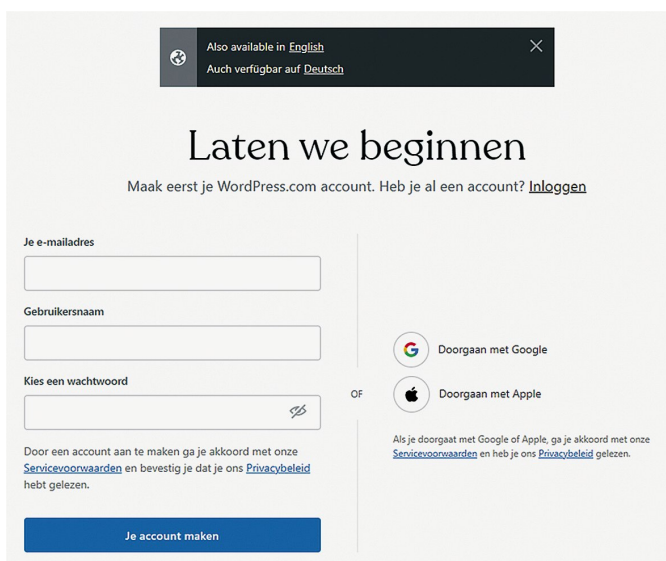 Also available in English
Auch verfügbar auf Deutsch
Laten we beginnen
Maak eerst je WordPress.com account. Heb je al een account? Inloggen
Je e-mailadres
Gebruikersnaam
Kies een wachtwoord
Door een account aan te maken ga je akkoord met onze
Servicevoorwaarden en bevestig je dat je ons Privacybeleid
hebt gelezen.
Je account maken
OF
Doorgaan met Google
Doorgaan met Apple
Als je doorgaat met Google of Apple, ga je akkoord met onze
Servicevoorwaarden en heb je ons Privacybeleid gelezen.